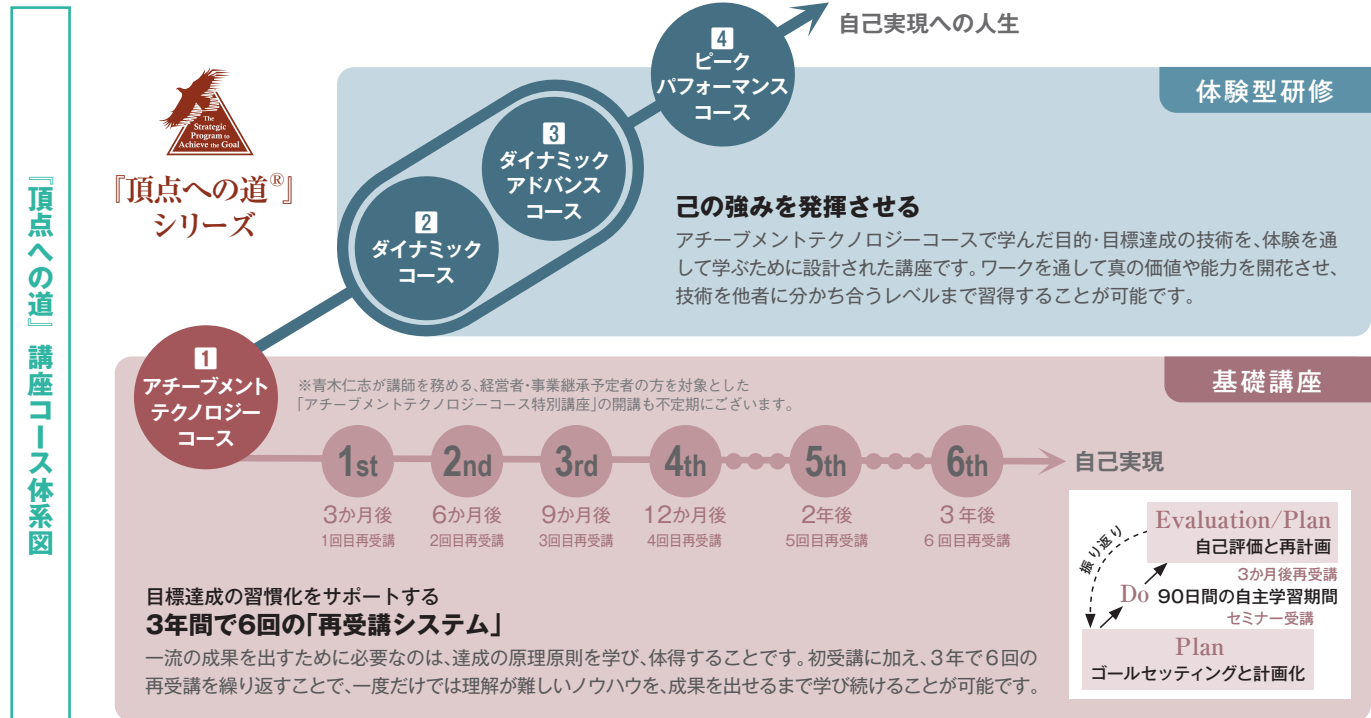 『頂点への道』講座コース体系図
The
Strategic
Program to
Achieve the Goal
『頂点への道®』
シリーズ
自己実現への人生
4
ピーク
パフォーマンス
コース
3
ダイナミック
アドバンス
コース
2
ダイナミック
コース
体験型研修
己の強みを発揮させる
アチーブメントテクノロジーコースで学んだ目的・目標達成の技術を、体験を通
して学ぶために設計された講座です。ワークを通して真の価値や能力を開花させ、
技術を他者に分かち合うレベルまで習得することが可能です。
1
アチーブメント
テクノロジー
コース
基礎講座
※青木仁志が講師を務める、経営者・事業継承予定者の方を対象とした
「アチーブメントテクノロジーコース特別講座」の開講も不定期にございます。
1st 2nd 3rd 4th 5th 6th 自己実現
3か月後 6か月後 9か月後 12か月後 2年後 3年後
1回目再受講 2回目再受講 3回目再受講 4回目再受講 5回目再受講 6回目再受講
目標達成の習慣化をサポートする
3年間で6回の「再受講システム」
一流の成果を出すために必要なのは、達成の原理原則を学び、体得することです。初受講に加え、3年で6回の
再受講を繰り返すことで、一度だけでは理解が難しいノウハウを、成果を出せるまで学び続けることが可能です。
振り返り
Evaluation/Plan
自己評価と再計画
3か月後再受講
Do 90日間の自主学習期間
セミナー受講
Plan
ゴールセッティングと計画化